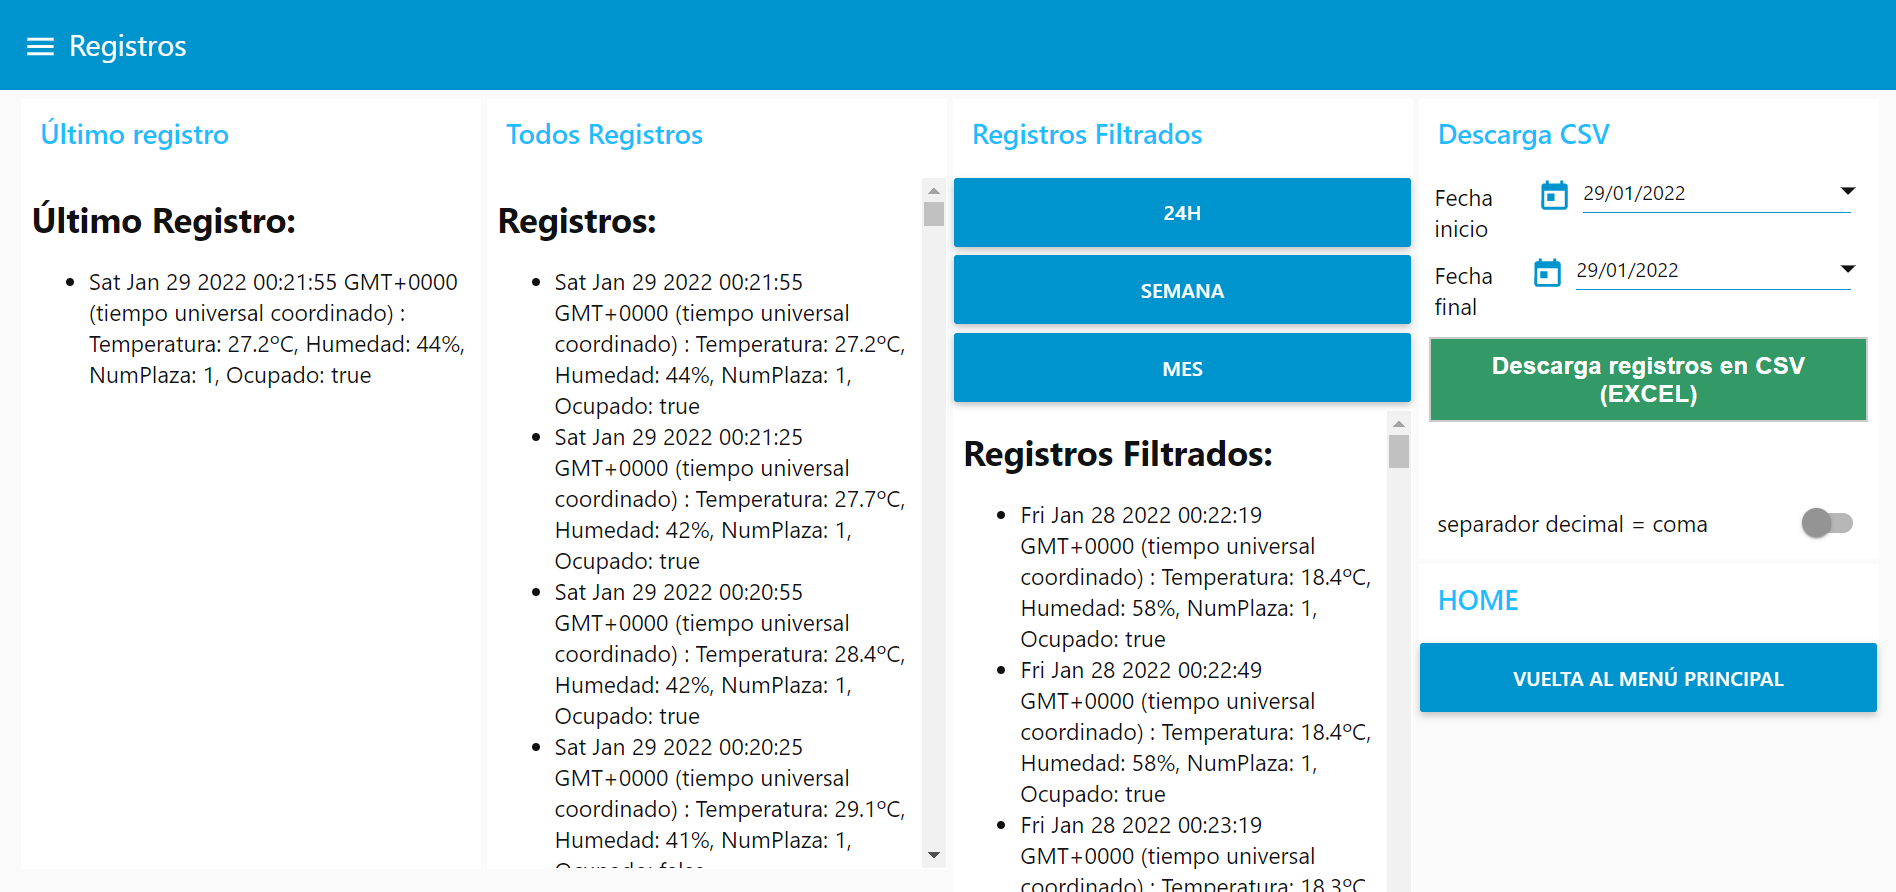 Registros
Último registro
Último Registro:
Sat Jan 29 2022 00:21:55 GMT+0000
(tiempo universal coordinado) :
Temperatura: 27.2ºC, Humedad: 44%,
NumPlaza: 1, Ocupado: true
Todos Registros
Registros:
Sat Jan 29 2022 00:21:55
GMT+0000 (tiempo universal
coordinado) : Temperatura: 27.2ºC,
Humedad: 44%, NumPlaza: 1,
Ocupado: true
Sat Jan 29 2022 00:21:25
GMT+0000 (tiempo universal
coordinado) : Temperatura: 27.7ºC,
Humedad: 42%, NumPlaza: 1,
Ocupado: true
Sat Jan 29 2022 00:20:55
GMT+0000 (tiempo universal
coordinado) : Temperatura: 28.4ºC,
Humedad: 42%, NumPlaza: 1,
Ocupado: true
Sat Jan 29 2022 00:20:25
GMT+0000 (tiempo universal
coordinado) : Temperatura: 29.1ºC,
Humedad: 41%, NumPlaza: 1,
Ocupado: false
Registros Filtrados
24H
SEMANA
MES
Registros Filtrados:
Fri Jan 28 2022 00:22:19
GMT+0000 (tiempo universal
coordinado) : Temperatura: 18.4ºC,
Humedad: 58%, NumPlaza: 1,
Ocupado: true
Fri Jan 28 2022 00:22:49
GMT+0000 (tiempo universal
coordinado) : Temperatura: 18.4ºC,
Humedad: 58%, NumPlaza: 1,
Ocupado: true
Fri Jan 28 2022 00:23:19
GMT+0000 (tiempo universal
coordinado) : Temperatura: 18.3ºC,
Descarga CSV
Fecha
inicio
29/01/2022
Fecha
final
29/01/2022
Descarga registros en CSV
(EXCEL)
separador decimal = coma
HOME
VUELTA AL MENÚ PRINCIPAL